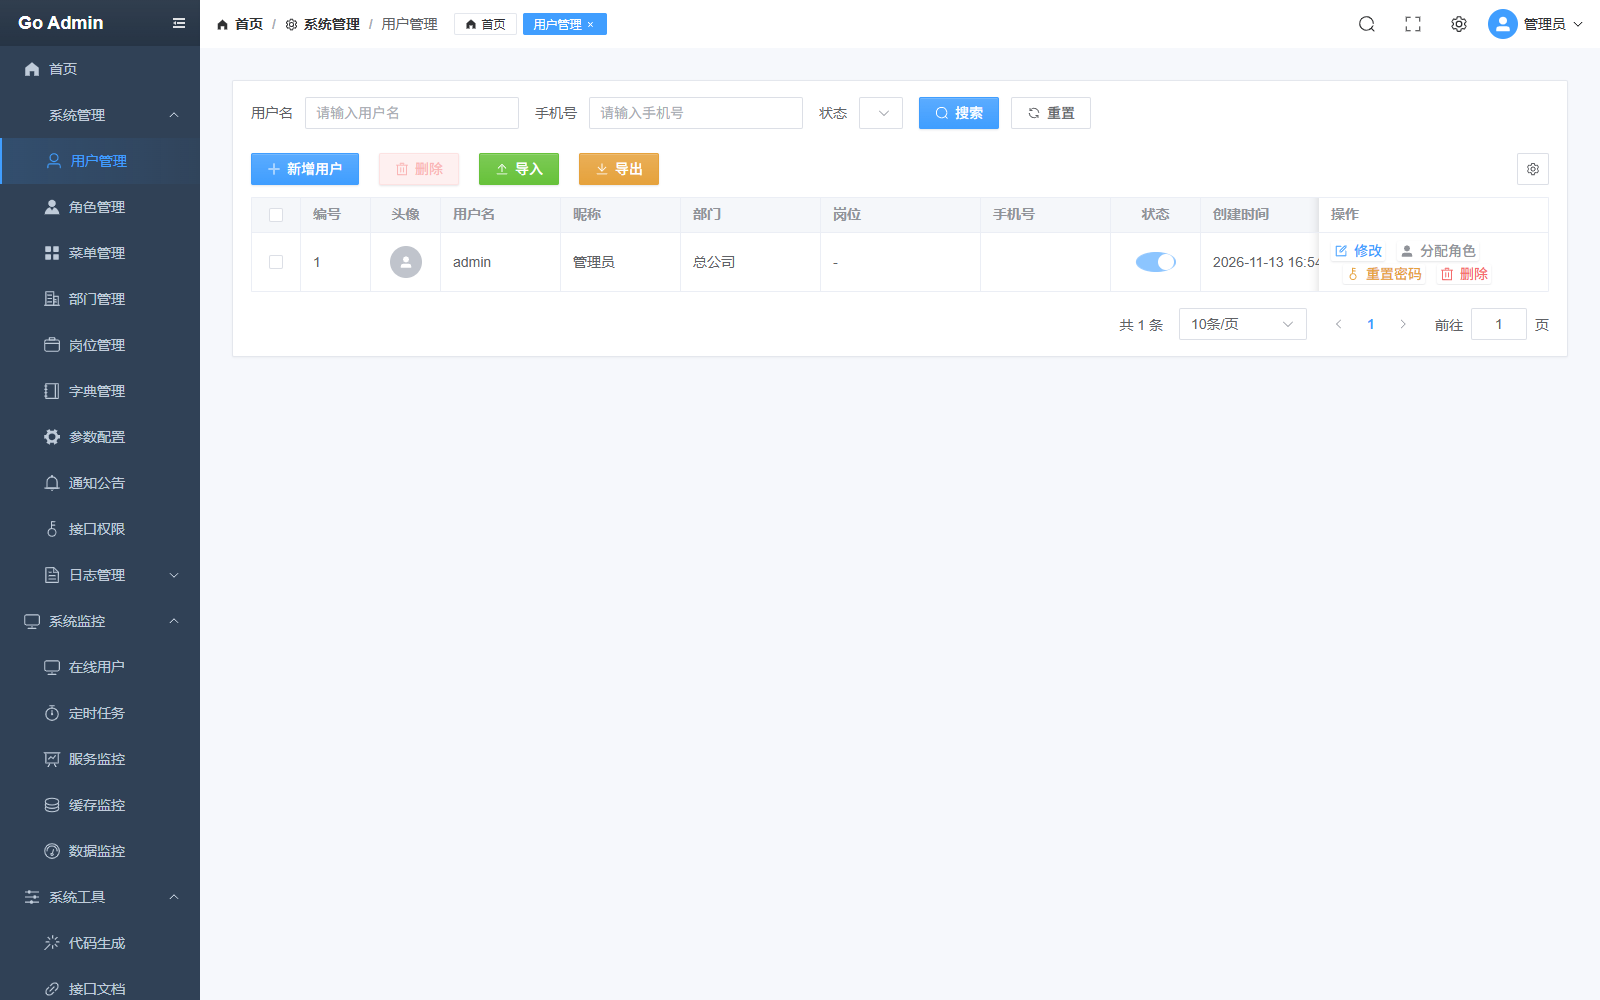 Go Admin
首页 / 系统管理 / 用户管理
首页
用户管理 ×
管理员
首页
系统管理
用户管理
角色管理
菜单管理
部门管理
岗位管理
字典管理
参数配置
通知公告
接口权限
日志管理
系统监控
在线用户
定时任务
服务监控
缓存监控
数据监控
系统工具
代码生成
接口文档
用户名 请输入用户名 手机号 请输入手机号 状态 搜索 重置
新增用户 删除 导入 导出
编号 头像 用户名 昵称 部门 岗位 手机号 状态 创建时间 操作
1 admin 管理员 总公司 - 2026-11-13 16:54 修改 分配角色
重置密码 删除
共 1 条 10条/页 1 前往 1 页